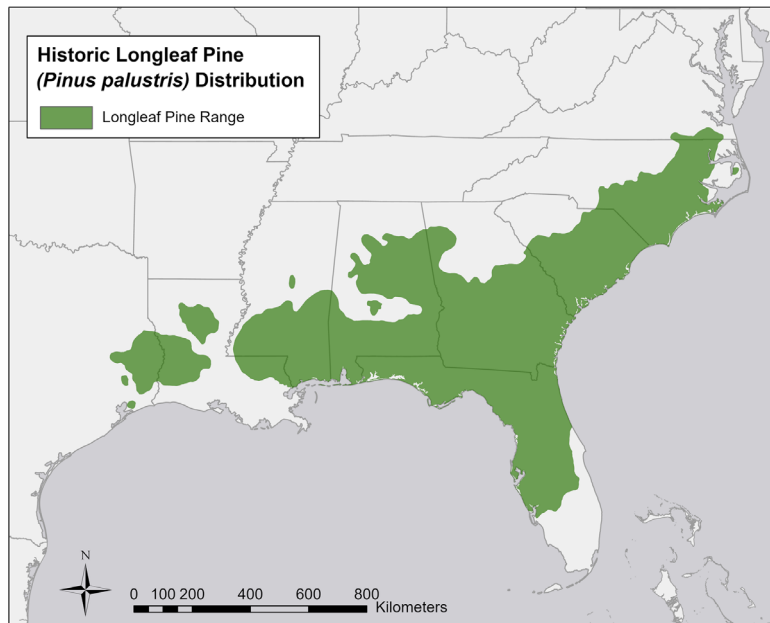 Historic Longleaf Pine
(Pinus palustris) Distribution
Longleaf Pine Range
N
0 100 200 400 600 800
Kilometers